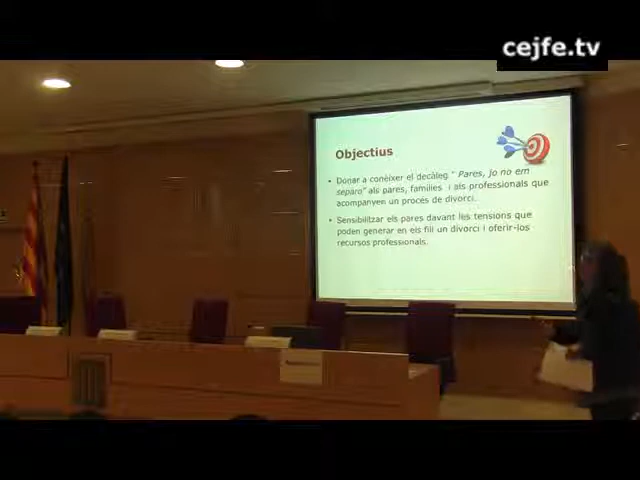 cejfe.tv
Objectius
• Donar a conèixer el decàleg " Pares, jo no em
separo" als pares, famílies i als professionals que
acompanyen un procés de divorci.
• Sensibilitzar els pares davant les tensions que
poden generar en els fill un divorci i oferir-los
recursos professionals.